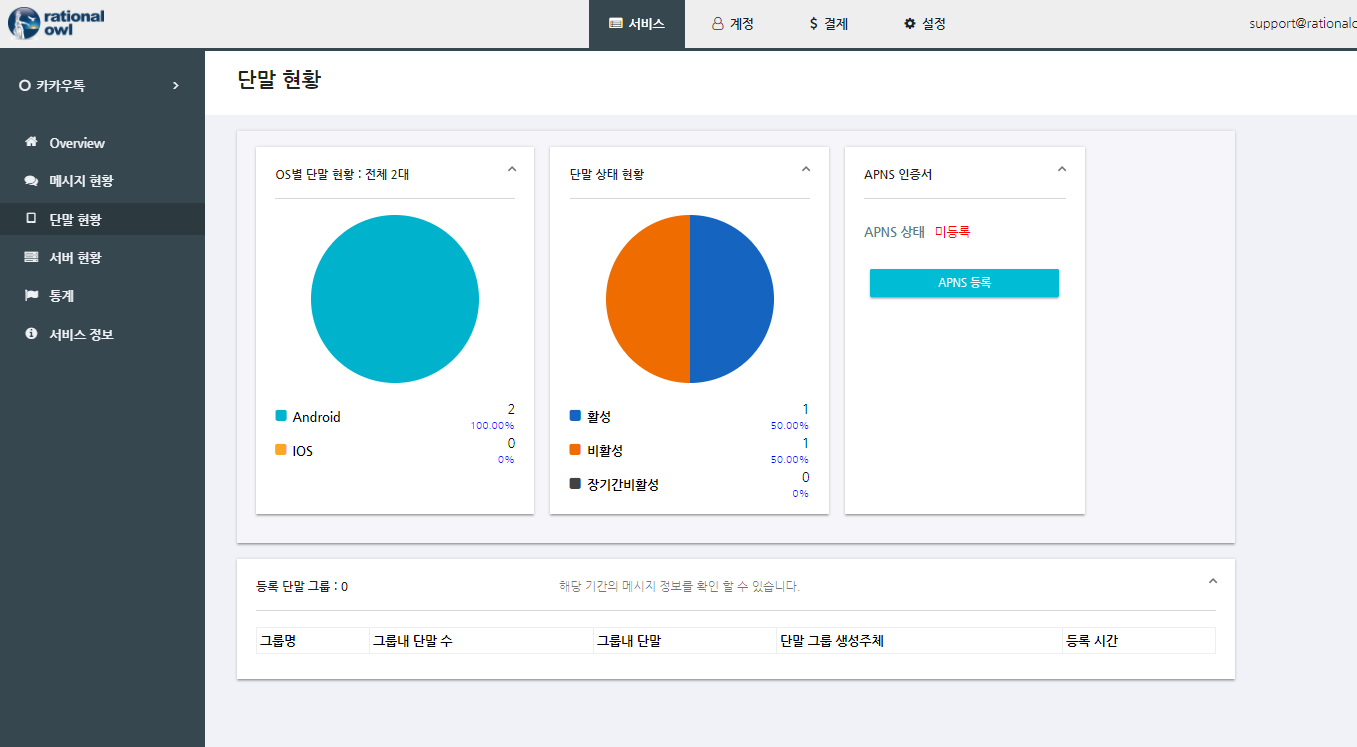 rational owl
서비스
계정
$ 결제
설정
support@rationalo
카카우톡
Overview
메시지 현황
단말 현황
서버 현황
통계
서비스 정보
단말 현황
OS별 단말 현황 : 전체 2대
Android 2
100.00%
IOS 0
0%
단말 상태 현황
활성 1
50.00%
비활성 1
50.00%
장기간비활성 0
0%
APNS 인증서
APNS 상태 미등록
APNS 등록
등록 단말 그룹 : 0 해당 기간의 메시지 정보를 확인 할 수 있습니다.
그룹명 그룹내 단말 수 그룹내 단말 단말 그룹 생성주체 등록 시간